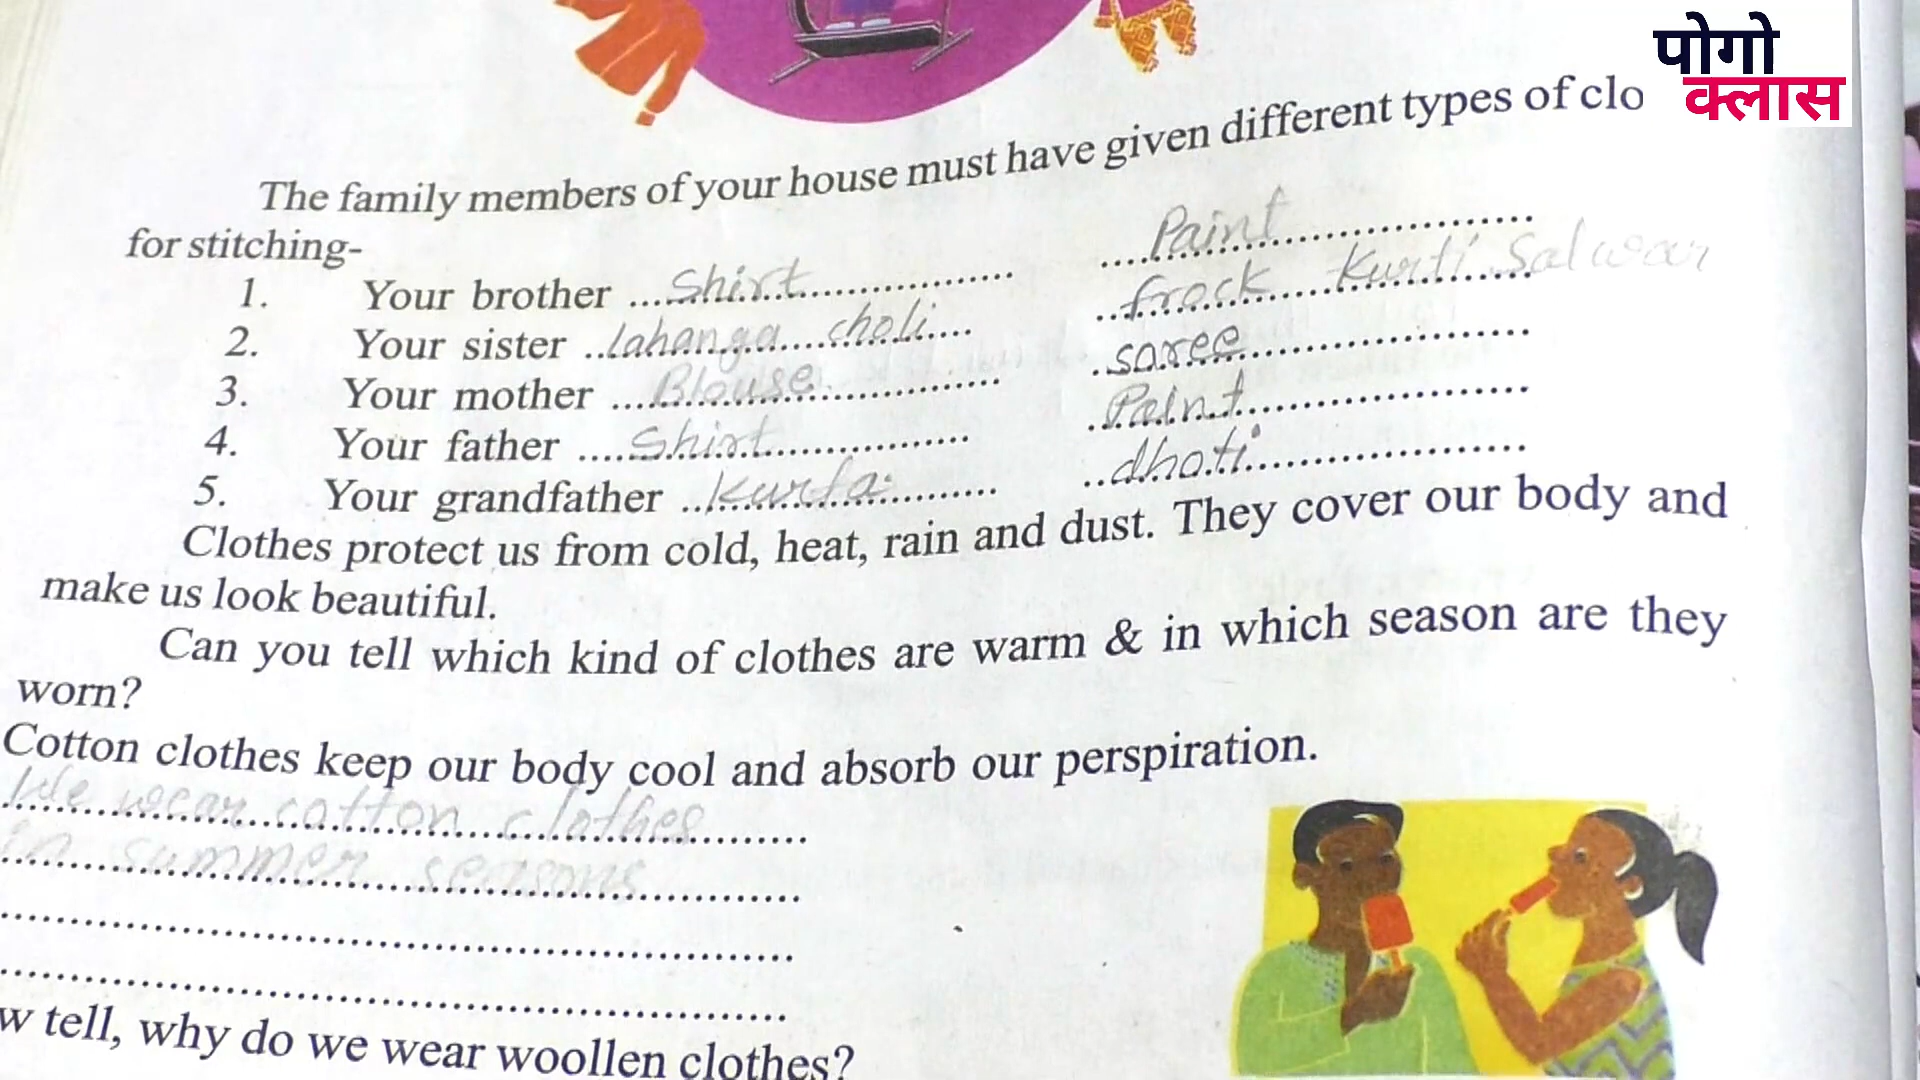 पोगो
क्लास
The family members of your house must have given different types of clo
for stitching-
1. Your brother ...Shirt... ...Paint...
2. Your sister ..lahanga choli... ..frock Kurti Salwar
3. Your mother ...Blouse... ..saree...
4. Your father ...Shirt... ..Paint...
5. Your grandfather ..Kurta... ..dhoti...
Clothes protect us from cold, heat, rain and dust. They cover our body and
make us look beautiful.
Can you tell which kind of clothes are warm & in which season are they
worn?
Cotton clothes keep our body cool and absorb our perspiration.
We wear cotton clothes
in summer seasons
w tell, why do we wear woollen clothes?